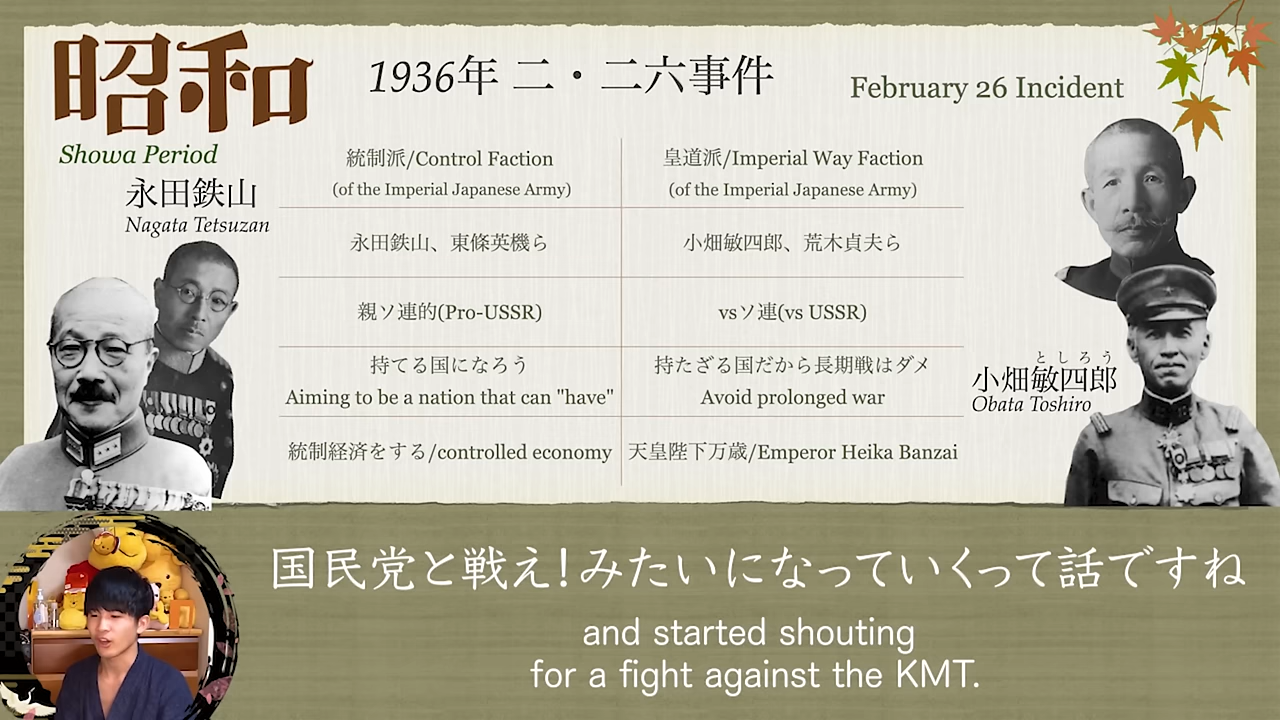 昭和
Showa Period
1936年 二・二六事件
February 26 Incident
永田鉄山
Nagata Tetsuzan
統制派/Control Faction
(of the Imperial Japanese Army)
皇道派/Imperial Way Faction
(of the Imperial Japanese Army)
永田鉄山、東條英機ら
小畑敏四郎、荒木貞夫ら
親ソ連的(Pro-USSR)
vsソ連(vs USSR)
持てる国になろう
Aiming to be a nation that can "have"
持たざる国だから長期戦はダメ
Avoid prolonged war
統制経済をする/controlled economy
天皇陛下万歳/Emperor Heika Banzai
としろう
小畑敏四郎
Obata Toshiro
国民党と戦え!みたいになっていくって話ですね
and started shouting
for a fight against the KMT.